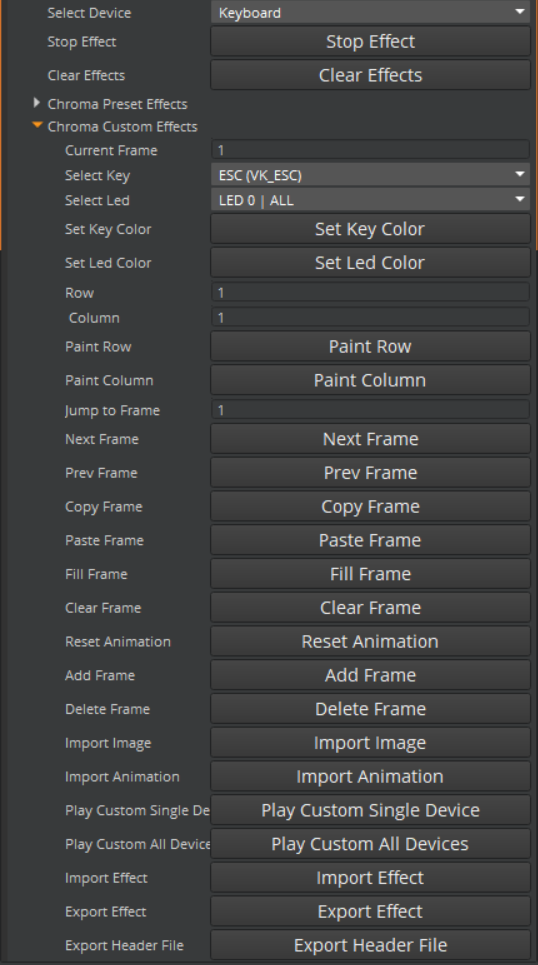 Select Device Keyboard
Stop Effect Stop Effect
Clear Effects Clear Effects
Chroma Preset Effects
Chroma Custom Effects
Current Frame 1
Select Key ESC (VK_ESC)
Select Led LED 0 | ALL
Set Key Color Set Key Color
Set Led Color Set Led Color
Row 1
Column 1
Paint Row Paint Row
Paint Column Paint Column
Jump to Frame 1
Next Frame Next Frame
Prev Frame Prev Frame
Copy Frame Copy Frame
Paste Frame Paste Frame
Fill Frame Fill Frame
Clear Frame Clear Frame
Reset Animation Reset Animation
Add Frame Add Frame
Delete Frame Delete Frame
Import Image Import Image
Import Animation Import Animation
Play Custom Single De Play Custom Single Device
Play Custom All Device Play Custom All Devices
Import Effect Import Effect
Export Effect Export Effect
Export Header File Export Header File